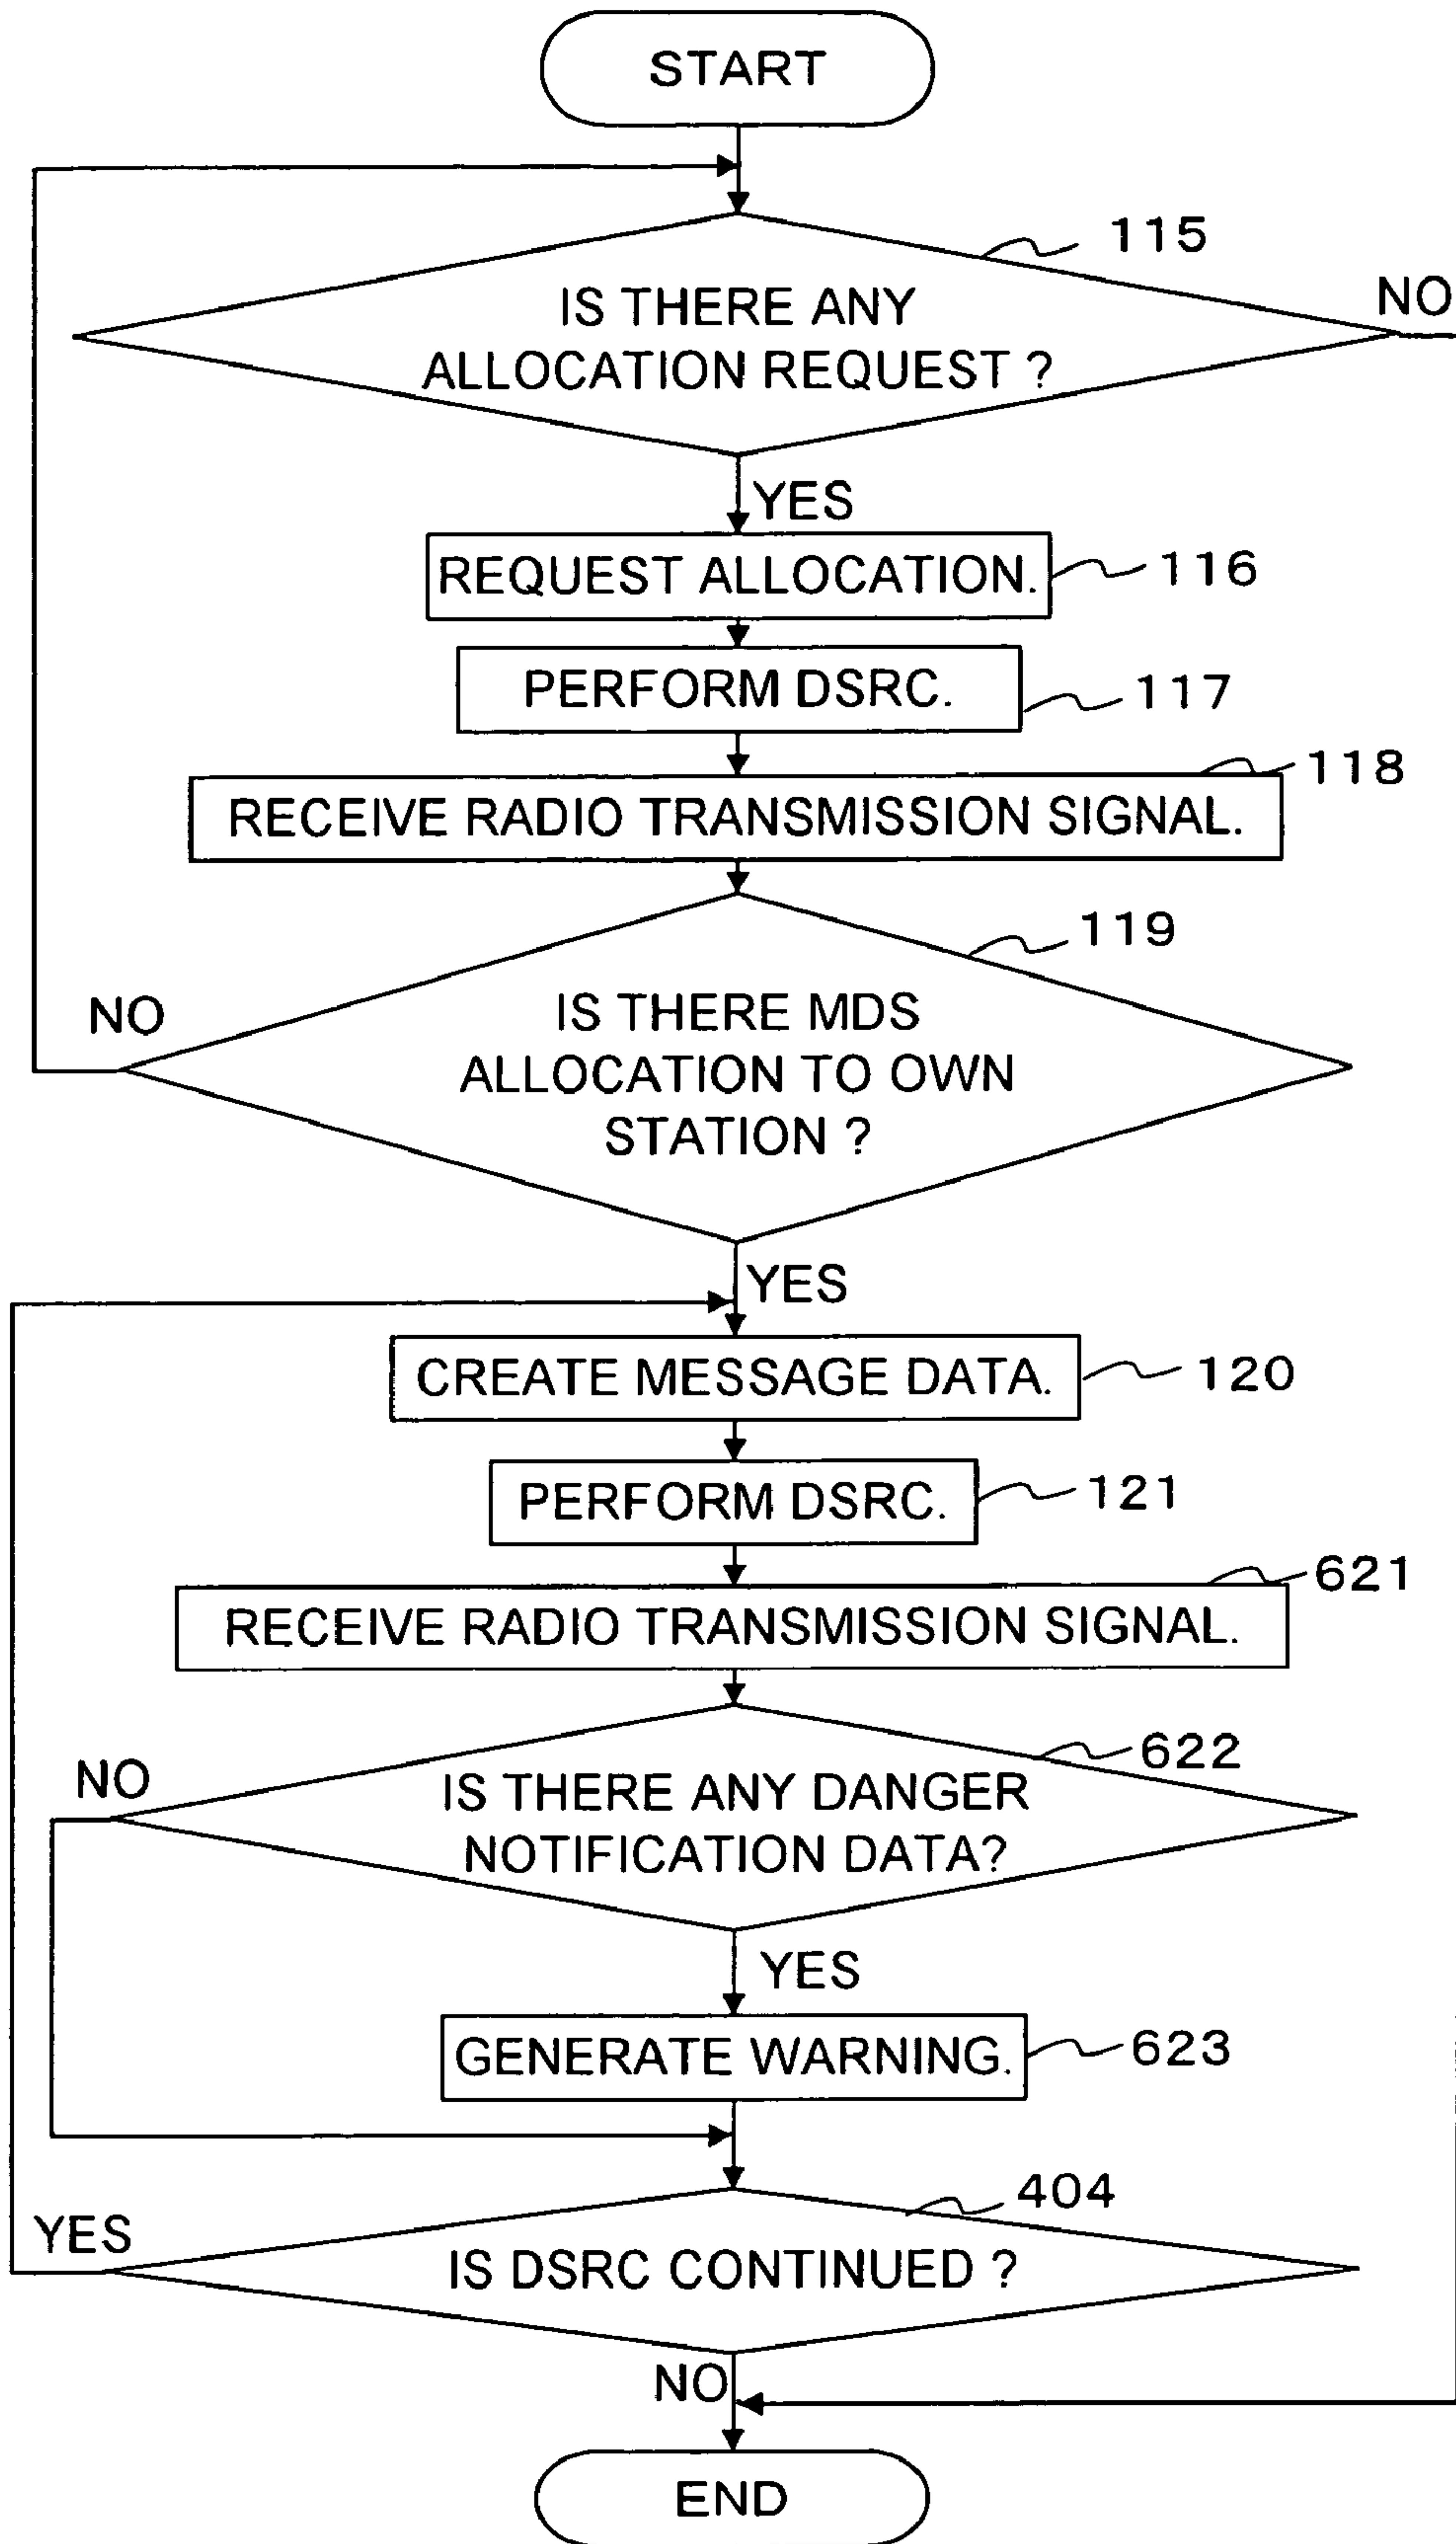 START
115
NO
IS THERE ANY
ALLOCATION REQUEST ?
YES
REQUEST ALLOCATION.
116
PERFORM DSRC.
117
118
RECEIVE RADIO TRANSMISSION SIGNAL.
119
NO
IS THERE MDS
ALLOCATION TO OWN
STATION ?
YES
CREATE MESSAGE DATA.
120
PERFORM DSRC.
121
621
RECEIVE RADIO TRANSMISSION SIGNAL.
622
NO
IS THERE ANY DANGER
NOTIFICATION DATA?
YES
GENERATE WARNING.
623
404
YES
IS DSRC CONTINUED ?
NO
END